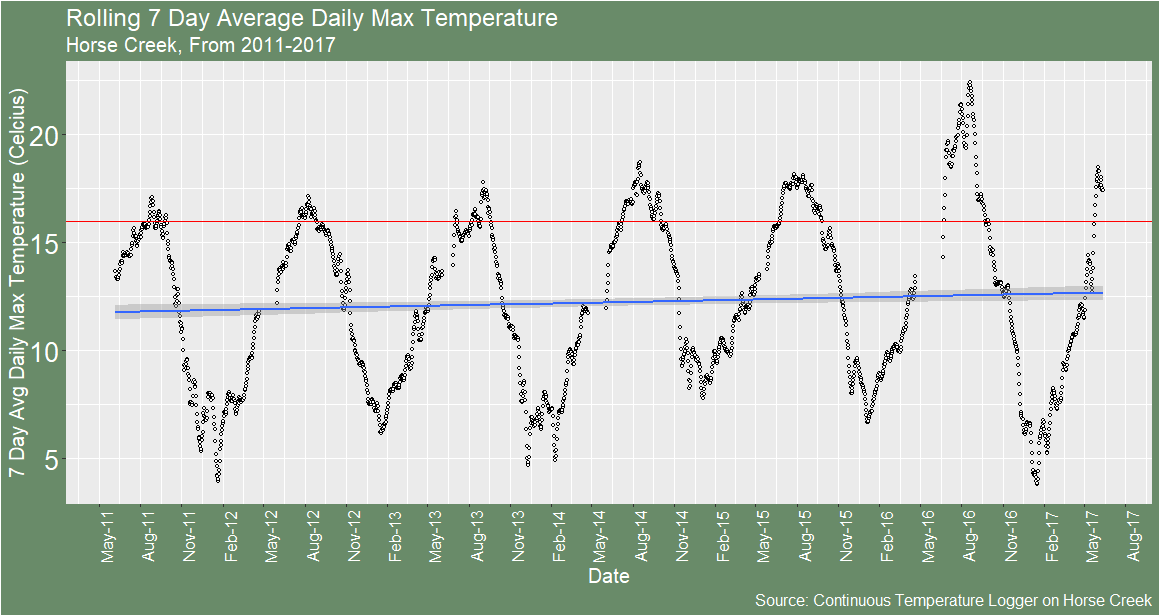 Rolling 7 Day Average Daily Max Temperature
Horse Creek, From 2011-2017
7 Day Avg Daily Max Temperature (Celcius)
20
15
10
5
May-11
Aug-11
Nov-11
Feb-12
May-12
Aug-12
Nov-12
Feb-13
May-13
Aug-13
Nov-13
Feb-14
May-14
Aug-14
Nov-14
Feb-15
May-15
Aug-15
Nov-15
Feb-16
May-16
Aug-16
Nov-16
Feb-17
May-17
Aug-17
Date
Source: Continuous Temperature Logger on Horse Creek